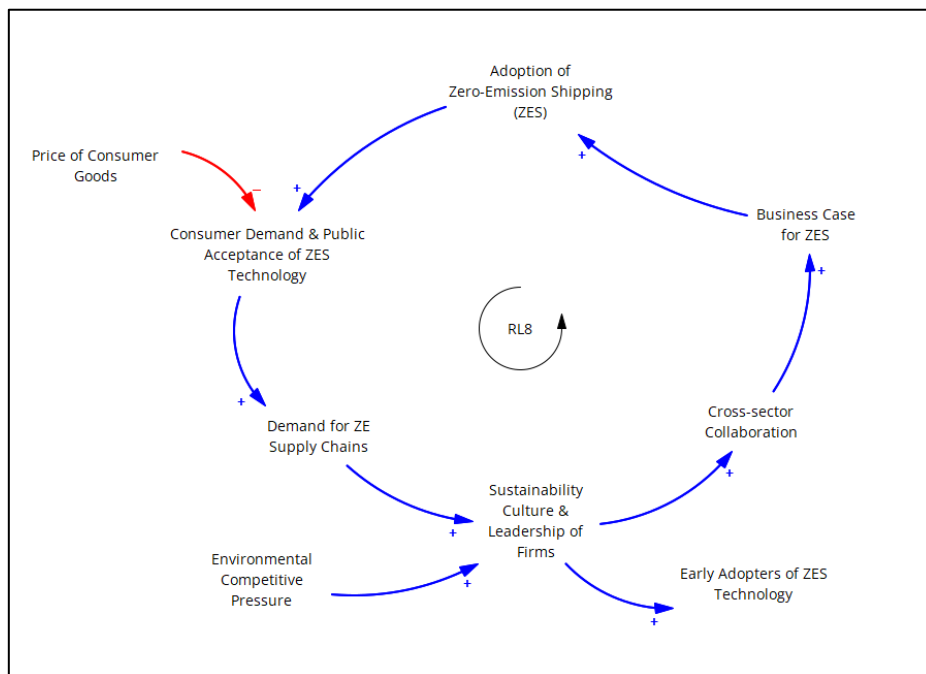 Adoption of
Zero-Emission Shipping
(ZES)
+
Price of Consumer
Goods
–
+
Business Case
for ZES
Consumer Demand & Public
Acceptance of ZES
Technology
+
RL8
+
Cross-sector
Collaboration
Demand for ZE
Supply Chains
+
Sustainability
Culture &
Leadership of
Firms
+
Environmental
Competitive
Pressure
+
Early Adopters of ZES
Technology
+